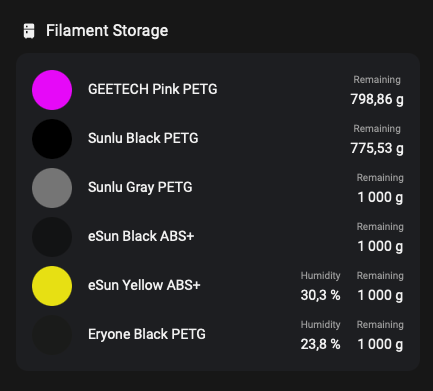 Filament Storage
Remaining
GEETECH Pink PETG
798,86 g
Remaining
Sunlu Black PETG
775,53 g
Remaining
Sunlu Gray PETG
1 000 g
Remaining
eSun Black ABS+
1 000 g
Humidity Remaining
eSun Yellow ABS+
30,3 % 1 000 g
Humidity Remaining
Eryone Black PETG
23,8 % 1 000 g